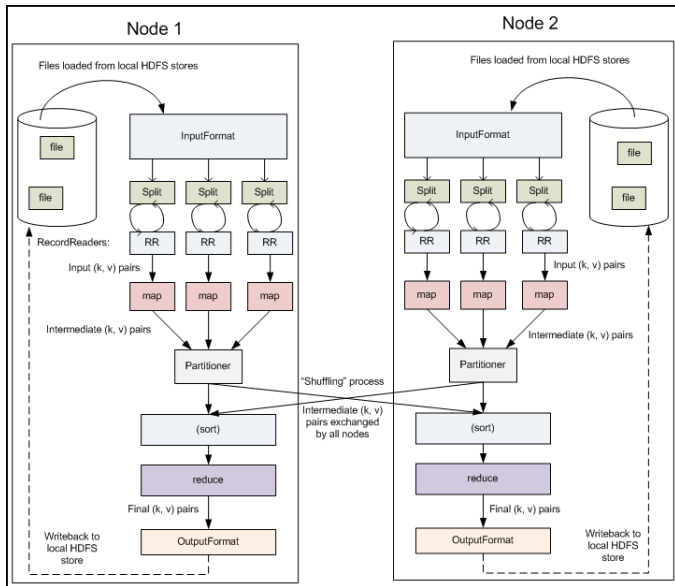 Node 1
Files loaded from local HDFS stores
InputFormat
file
file
Split
Split
Split
RecordReaders:
RR
RR
RR
Input (k, v) pairs
map
map
map
Intermediate (k, v) pairs
Partitioner
(sort)
reduce
Final (k, v) pairs
OutputFormat
Writeback to
local HDFS
store
"Shuffling" process
Intermediate (k, v)
pairs exchanged
by all nodes
Node 2
Files loaded from local HDFS stores
InputFormat
file
file
Split
Split
Split
RR
RR
RR
Input (k, v) pairs
map
map
map
Intermediate (k, v) pairs
Partitioner
(sort)
reduce
Final (k, v) pairs
OutputFormat
Writeback to
local HDFS
store